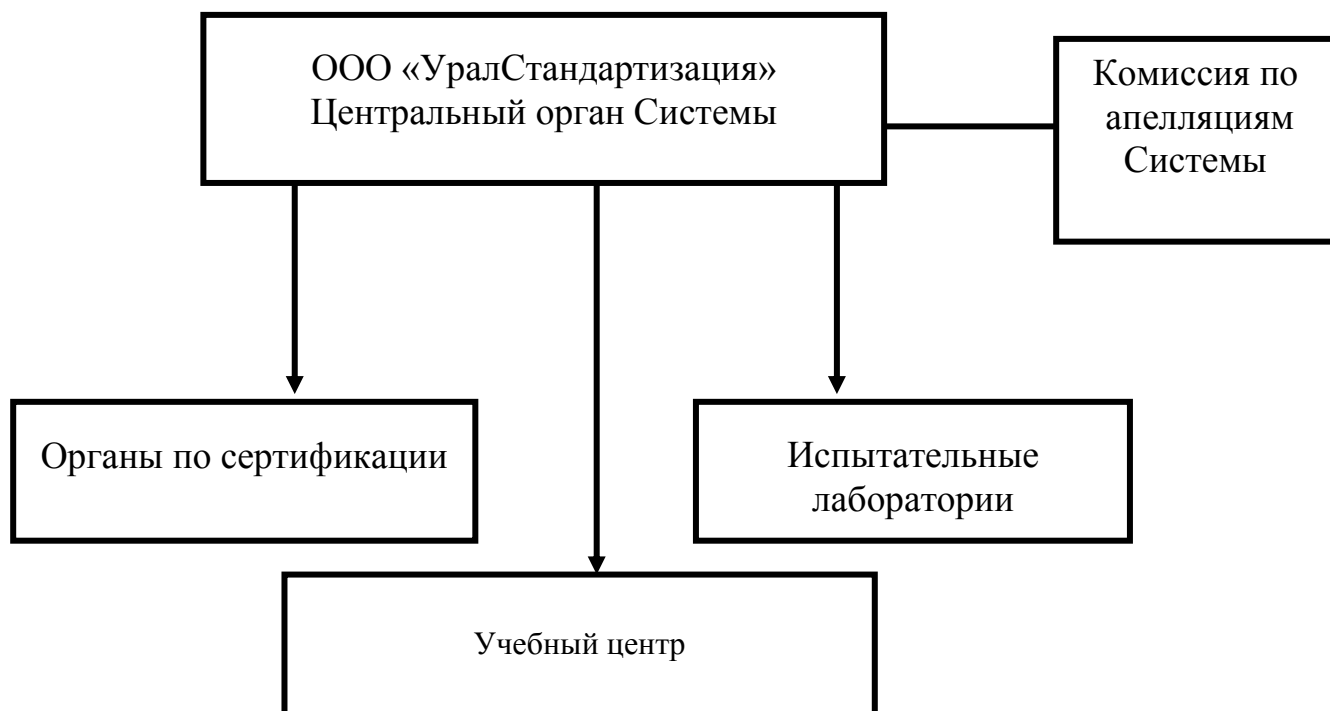 ООО «УралСтандартизация»
Центральный орган Системы
Комиссия по
апелляциям
Системы
Органы по сертификации
Испытательные
лаборатории
Учебный центр